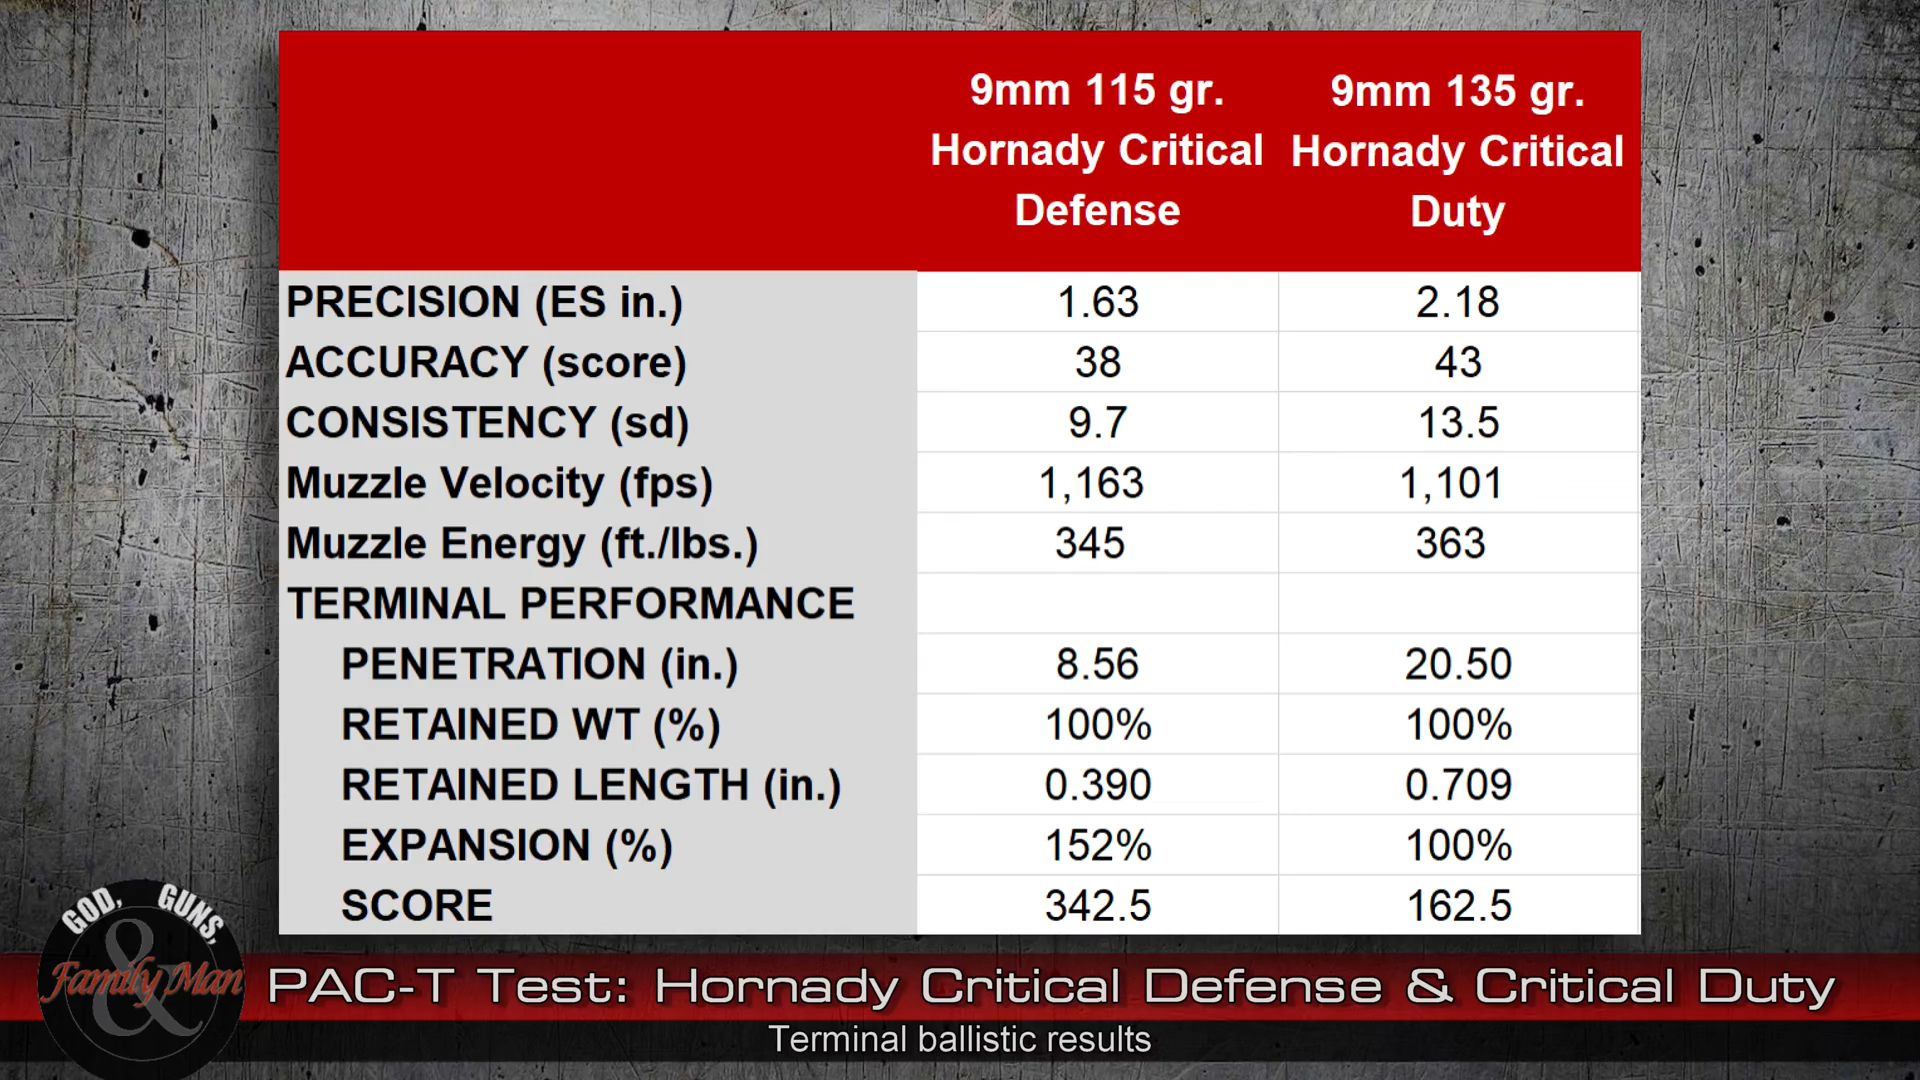 9mm 115 gr. 9mm 135 gr.
Hornady Critical Hornady Critical
Defense Duty
PRECISION (ES in.) 1.63 2.18
ACCURACY (score) 38 43
CONSISTENCY (sd) 9.7 13.5
Muzzle Velocity (fps) 1,163 1,101
Muzzle Energy (ft./lbs.) 345 363
TERMINAL PERFORMANCE
PENETRATION (in.) 8.56 20.50
RETAINED WT (%) 100% 100%
RETAINED LENGTH (in.) 0.390 0.709
EXPANSION (%) 152% 100%
SCORE 342.5 162.5
GOD, GUNS,
&
Family Man
PAC-T Test: Hornady Critical Defense & Critical Duty
Terminal ballistic results